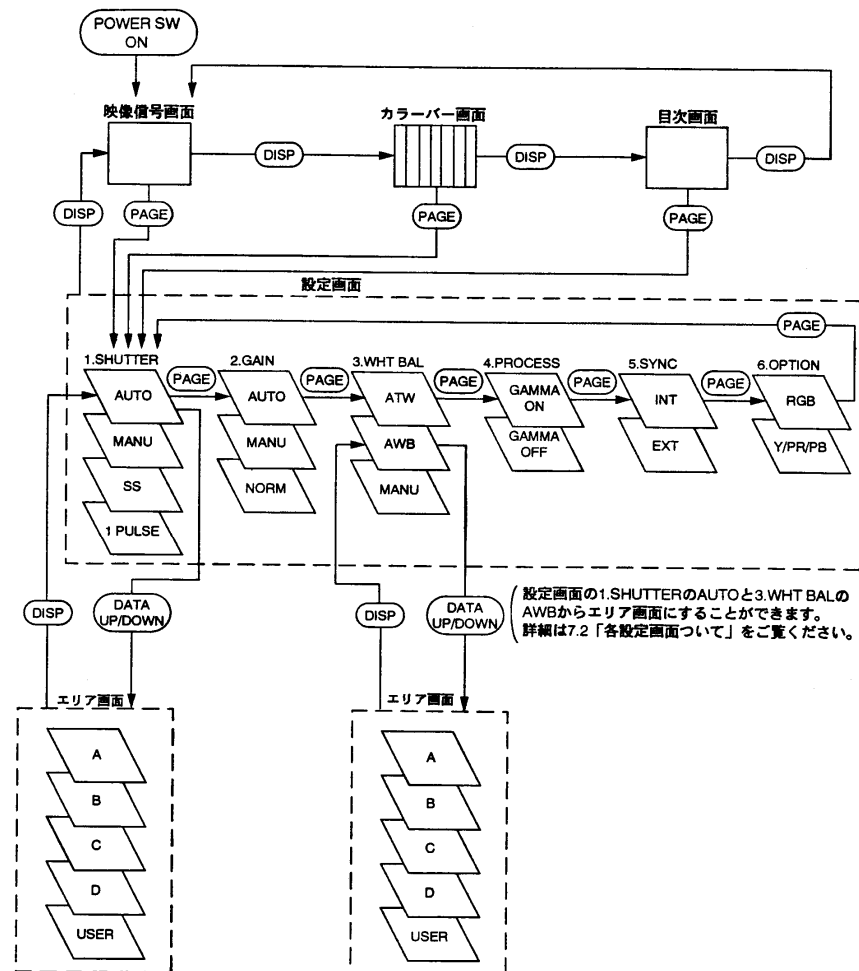 POWER SW
ON
映像信号画面
カラーバー画面
目次画面
DISP
DISP
DISP
DISP
PAGE
PAGE
PAGE
設定画面
PAGE
1.SHUTTER
2.GAIN
3.WHT BAL
4.PROCESS
5.SYNC
6.OPTION
PAGE
PAGE
PAGE
PAGE
PAGE
AUTO
AUTO
ATW
GAMMA
ON
INT
RGB
MANU
MANU
AWB
GAMMA
OFF
EXT
Y/PR/PB
SS
NORM
MANU
1 PULSE
DISP
DATA
UP/DOWN
DISP
DATA
UP/DOWN
設定画面の1.SHUTTERのAUTOと3.WHT BALの
AWBからエリア画面にすることができます。
詳細は7.2「各設定画面ついて」をご覧ください。
エリア画面
エリア画面
A
B
C
D
USER
A
B
C
D
USER